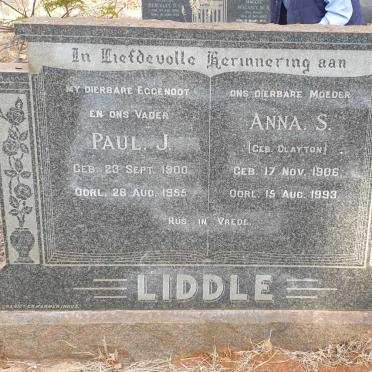 In Liefdevolle Herinnering aan
MY DIERBARE EGGENOOT
EN ONS VADER
PAUL. J.
GEB. 23 SEPT. 1900.
OORL. 28 AUG. 1955
ONS DIERBARE MOEDER
ANNA. S.
(GEB. CLAYTON)
GEB. 17 NOV. 1906.
OORL. 15 AUG. 1993.
RUS IN VREDE.
LIDDLE